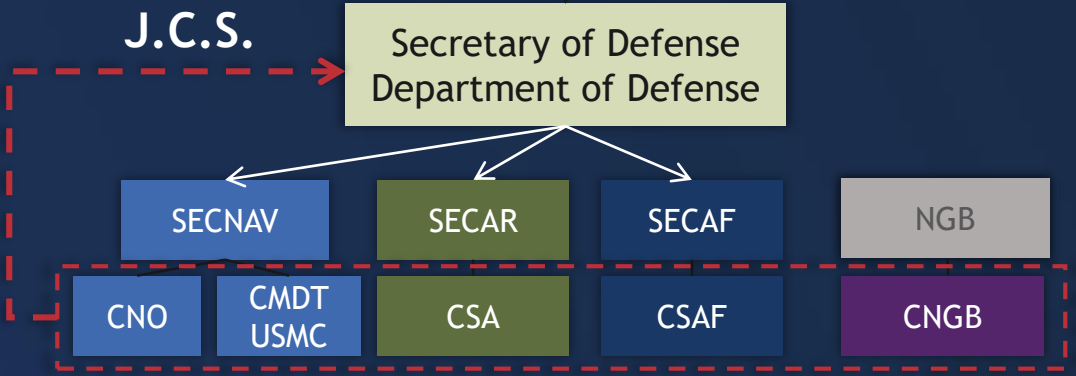 J.C.S.
Secretary of Defense
Department of Defense
SECNAV
SECAR
SECAF
NGB
CNO
CMDT
USMC
CSA
CSAF
CNGB